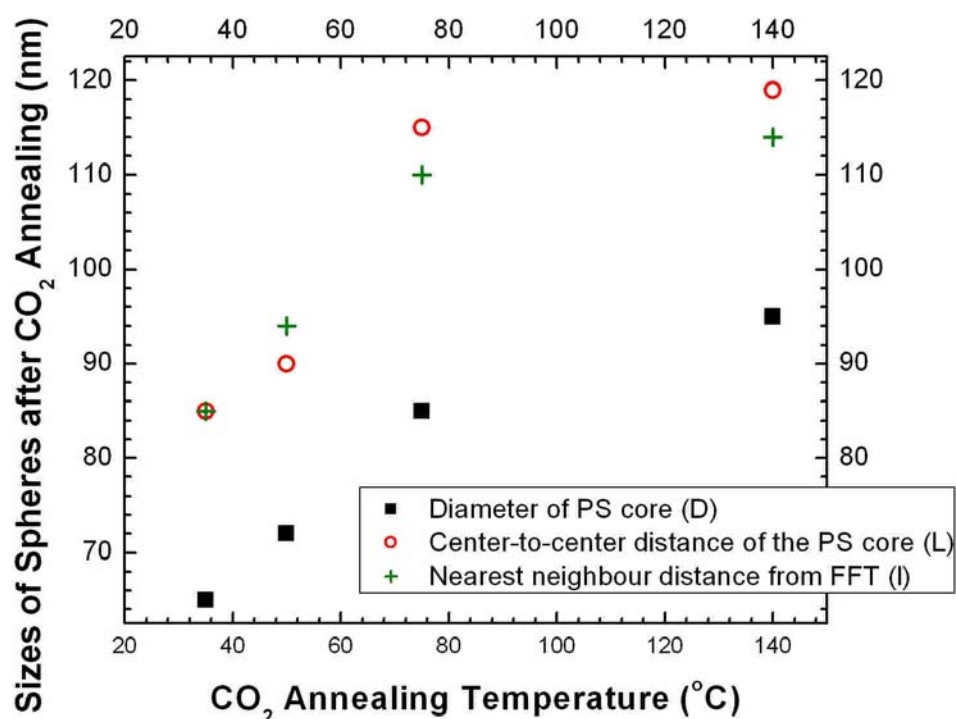 20 40 60 80 100 120 140
120 120
110 110
100 100
90 90
80 80
70 70
20 40 60 80 100 120 140
Sizes of Spheres after CO₂ Annealing (nm)
Diameter of PS core (D)
Center-to-center distance of the PS core (L)
Nearest neighbour distance from FFT (l)
CO₂ Annealing Temperature (°C)